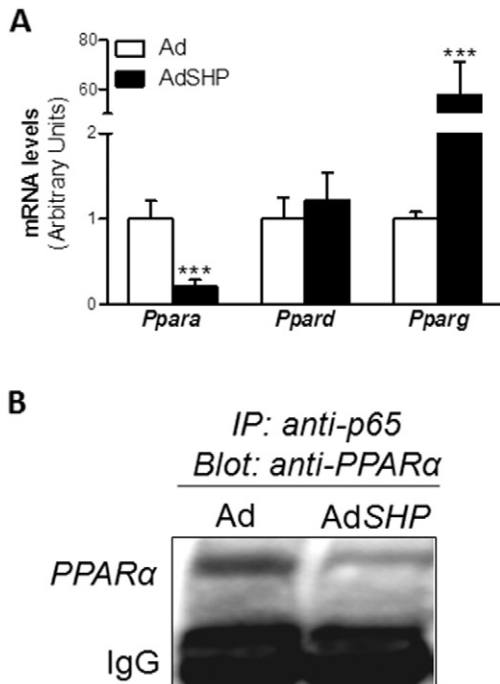 A
Ad
AdSHP
mRNA levels
(Arbitrary Units)
80
60
2
1
0
***
***
Ppara
Ppard
Pparg
B
IP: anti-p65
Blot: anti-PPARα
Ad AdSHP
PPARα
IgG